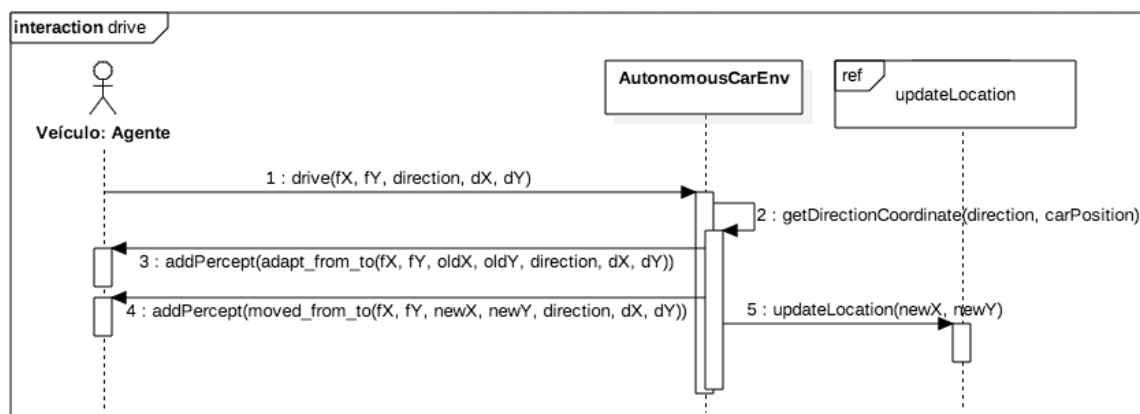 interaction drive
AutonomousCarEnv
ref
updateLocation
Veículo: Agente
1 : drive(fX, fY, direction, dX, dY)
2 : getDirectionCoordinate(direction, carPosition)
3 : addPercept(adapt_from_to(fX, fY, oldX, oldY, direction, dX, dY))
4 : addPercept(moved_from_to(fX, fY, newX, newY, direction, dX, dY))
5 : updateLocation(newX, newY)